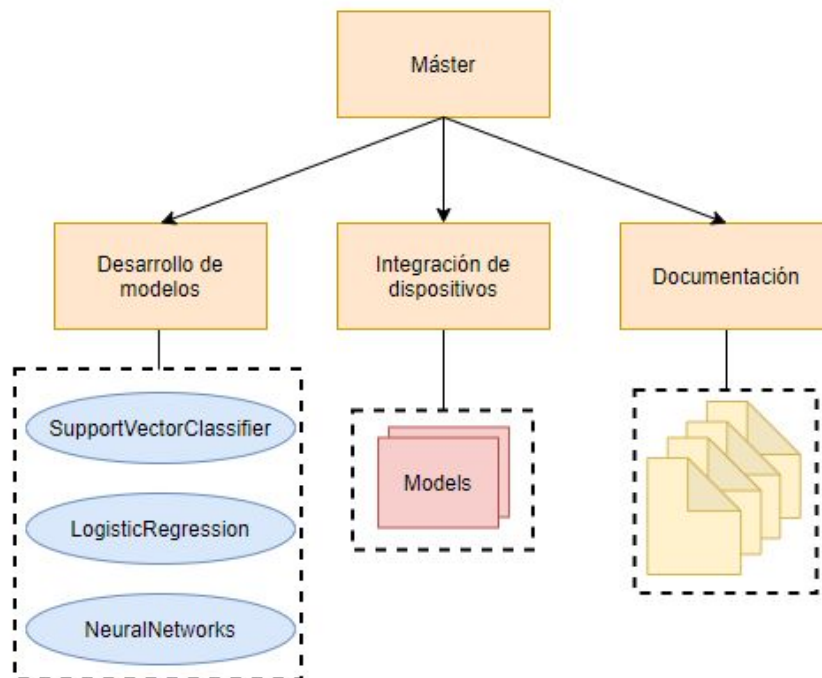 Máster
Desarrollo de
modelos
Integración de
dispositivos
Documentación
SupportVectorClassifier
LogisticRegression
NeuralNetworks
Models